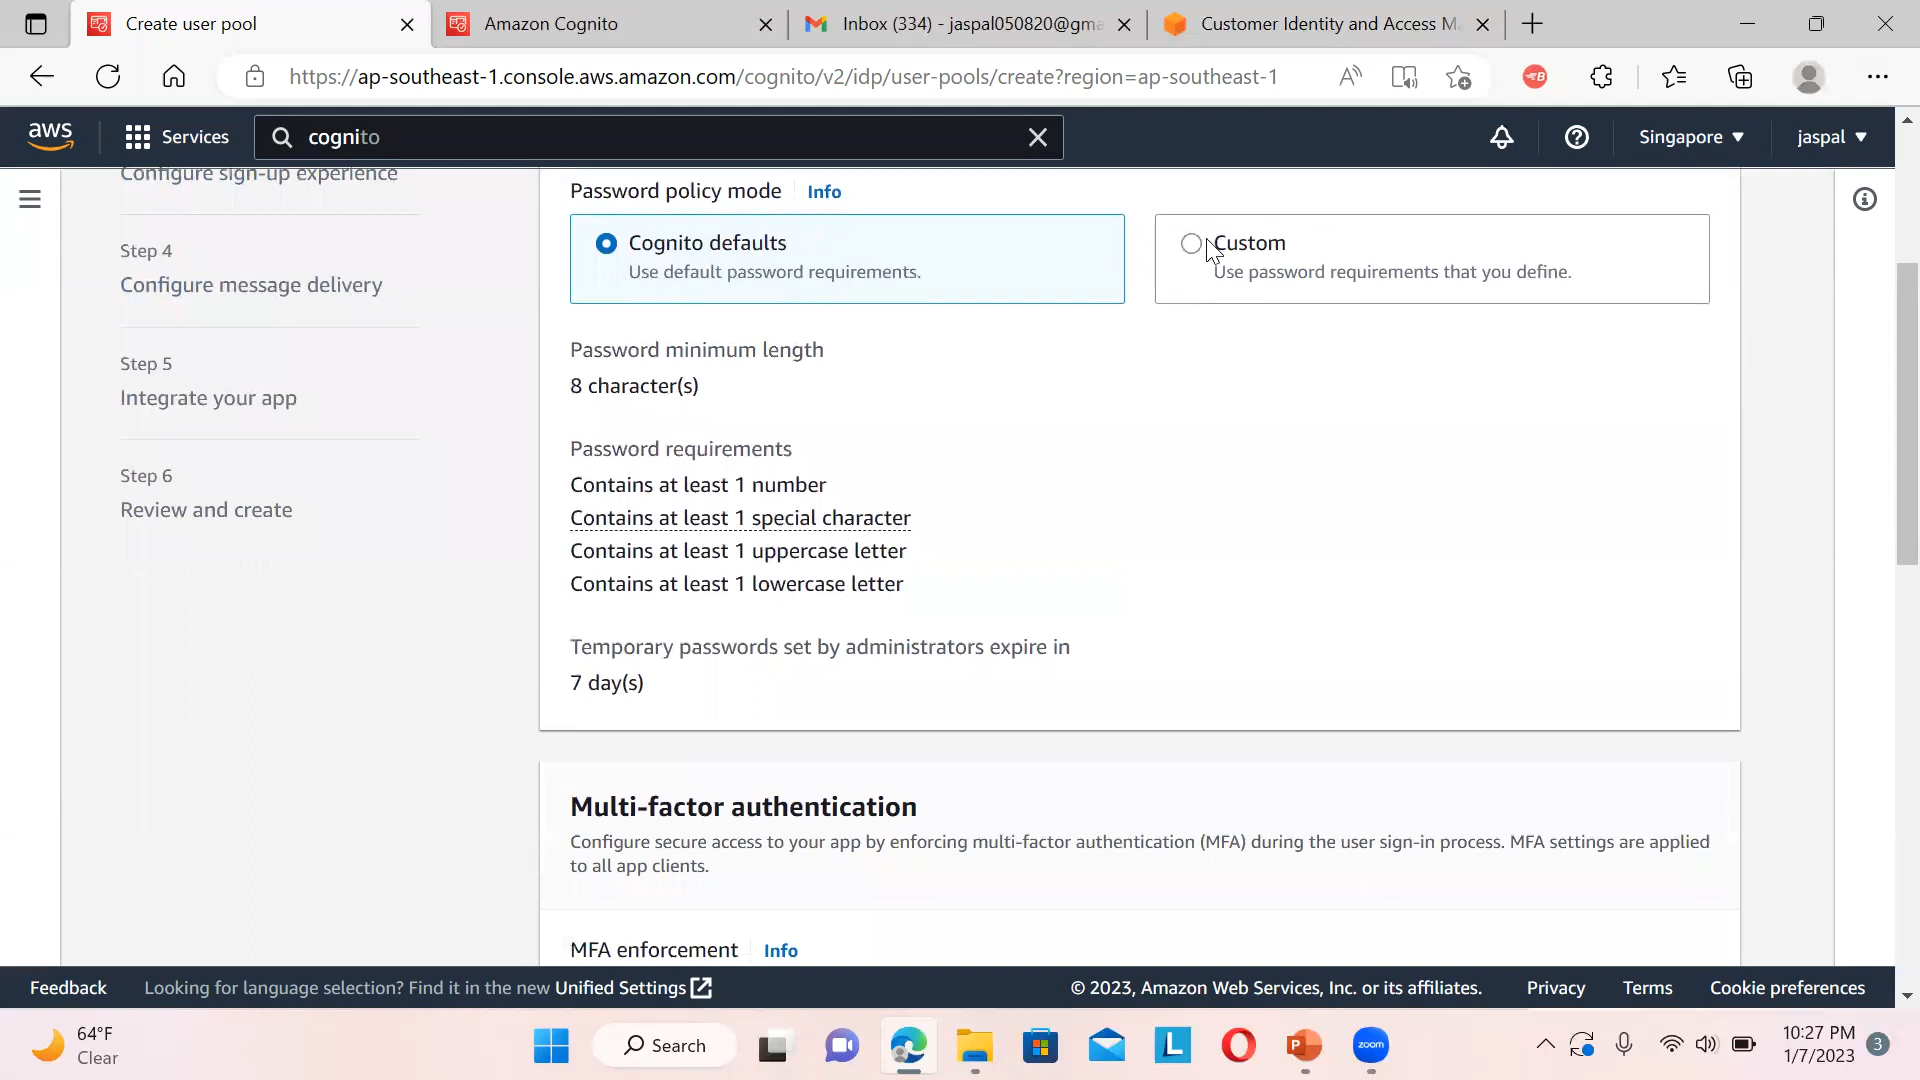 Create user pool
Amazon Cognito
Inbox (334) - jaspal050820@gma
Customer Identity and Access M
https://ap-southeast-1.console.aws.amazon.com/cognito/v2/idp/user-pools/create?region=ap-southeast-1
aws
Services
cognito
Singapore
jaspal
Configure sign-up experience
Step 4
Configure message delivery
Step 5
Integrate your app
Step 6
Review and create
Password policy mode Info
Cognito defaults
Use default password requirements.
Custom
Use password requirements that you define.
Password minimum length
8 character(s)
Password requirements
Contains at least 1 number
Contains at least 1 special character
Contains at least 1 uppercase letter
Contains at least 1 lowercase letter
Temporary passwords set by administrators expire in
7 day(s)
Multi-factor authentication
Configure secure access to your app by enforcing multi-factor authentication (MFA) during the user sign-in process. MFA settings are applied
to all app clients.
MFA enforcement Info
Feedback
Looking for language selection? Find it in the new Unified Settings
© 2023, Amazon Web Services, Inc. or its affiliates.
Privacy
Terms
Cookie preferences
64°F
Clear
Search
L
P
zoom
10:27 PM
1/7/2023
3